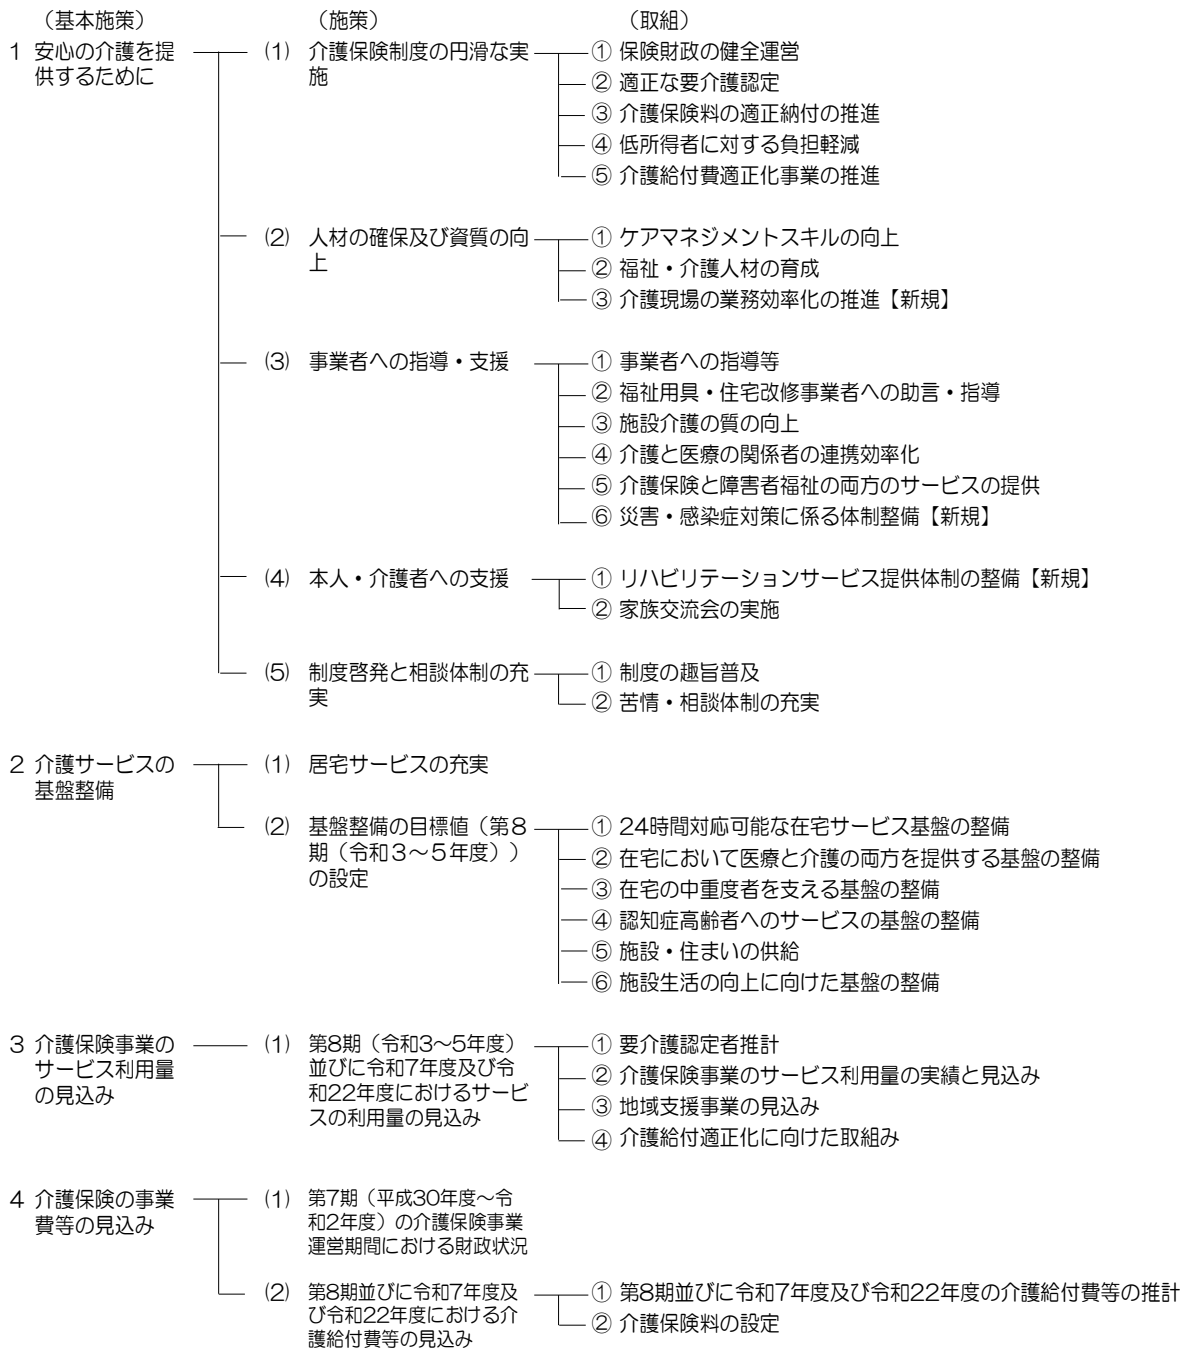 （基本施策）
（施策）
（取組）
1 安心の介護を提
供するために
(1) 介護保険制度の円滑な実
施
① 保険財政の健全運営
② 適正な要介護認定
③ 介護保険料の適正納付の推進
④ 低所得者に対する負担軽減
⑤ 介護給付費適正化事業の推進
(2) 人材の確保及び資質の向
上
① ケアマネジメントスキルの向上
② 福祉・介護人材の育成
③ 介護現場の業務効率化の推進【新規】
(3) 事業者への指導・支援
① 事業者への指導等
② 福祉用具・住宅改修事業者への助言・指導
③ 施設介護の質の向上
④ 介護と医療の関係者の連携効率化
⑤ 介護保険と障害者福祉の両方のサービスの提供
⑥ 災害・感染症対策に係る体制整備【新規】
(4) 本人・介護者への支援
① リハビリテーションサービス提供体制の整備【新規】
② 家族交流会の実施
(5) 制度啓発と相談体制の充
実
① 制度の趣旨普及
② 苦情・相談体制の充実
2 介護サービスの
基盤整備
(1) 居宅サービスの充実
(2) 基盤整備の目標値（第８
期（令和３～５年度））
の設定
① 24時間対応可能な在宅サービス基盤の整備
② 在宅において医療と介護の両方を提供する基盤の整備
③ 在宅の中重度者を支える基盤の整備
④ 認知症高齢者へのサービスの基盤の整備
⑤ 施設・住まいの供給
⑥ 施設生活の向上に向けた基盤の整備
3 介護保険事業の
サービス利用量
の見込み
(1) 第8期（令和3～5年度）
並びに令和7年度及び令
和22年度におけるサービ
スの利用量の見込み
① 要介護認定者推計
② 介護保険事業のサービス利用量の実績と見込み
③ 地域支援事業の見込み
④ 介護給付適正化に向けた取組み
4 介護保険の事業
費等の見込み
(1) 第7期（平成30年度～令
和2年度）の介護保険事業
運営期間における財政状況
(2) 第8期並びに令和7年度及
び令和22年度における介
護給付費等の見込み
① 第8期並びに令和7年度及び令和22年度の介護給付費等の推計
② 介護保険料の設定